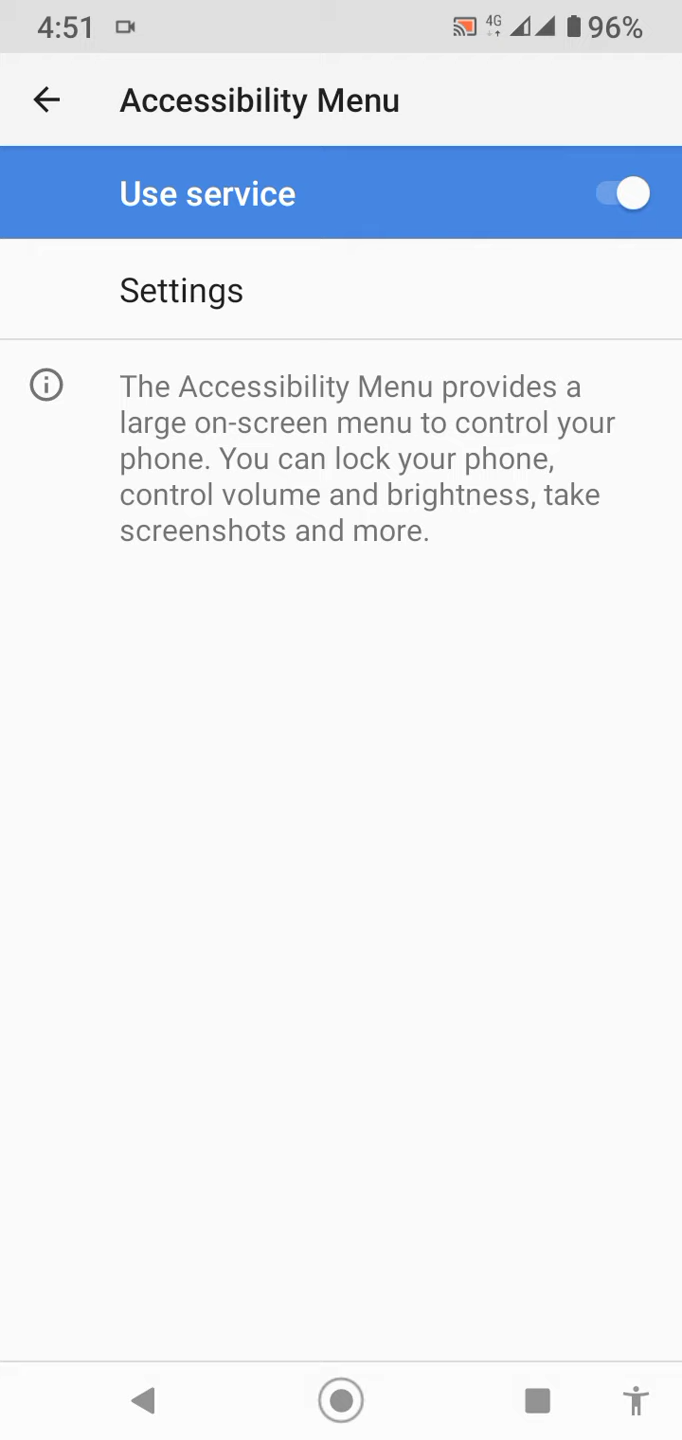 4:51 4G 96%
Accessibility Menu
Use service
Settings
The Accessibility Menu provides a
large on-screen menu to control your
phone. You can lock your phone,
control volume and brightness, take
screenshots and more.